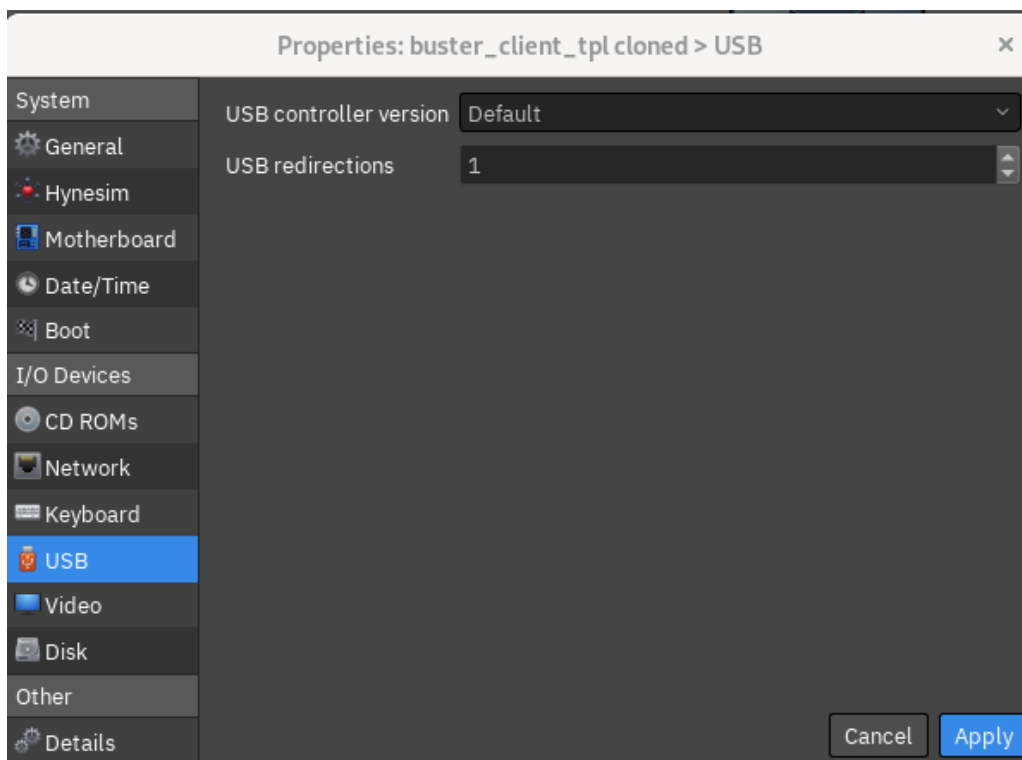 Properties: buster_client_tpl cloned > USB
System
General
Hynesim
Motherboard
Date/Time
Boot
I/O Devices
CD ROMs
Network
Keyboard
USB
Video
Disk
Other
Details
USB controller version Default
USB redirections 1
Cancel Apply